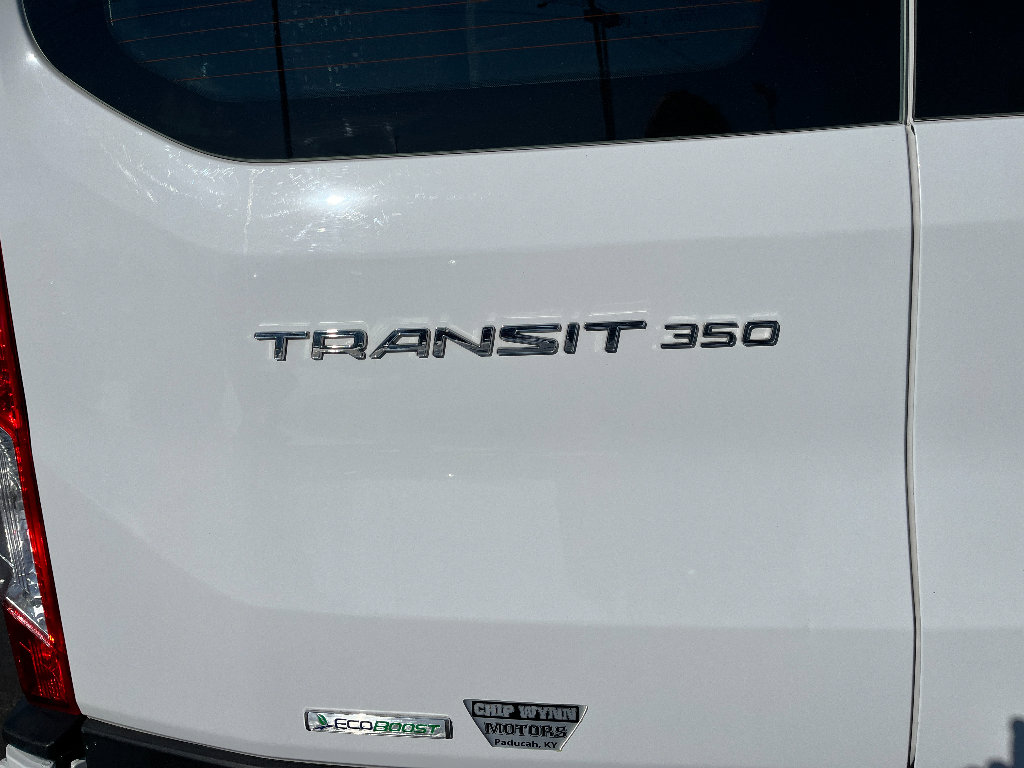 TRANSIT 350
ECOBOOST
CHIP WYNN
MOTORS
Paducah, KY